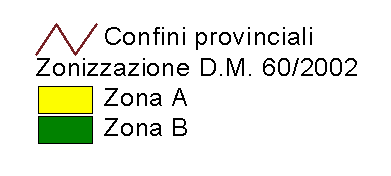 Confini provinciali
Zonizzazione D.M. 60/2002
Zona A
Zona B